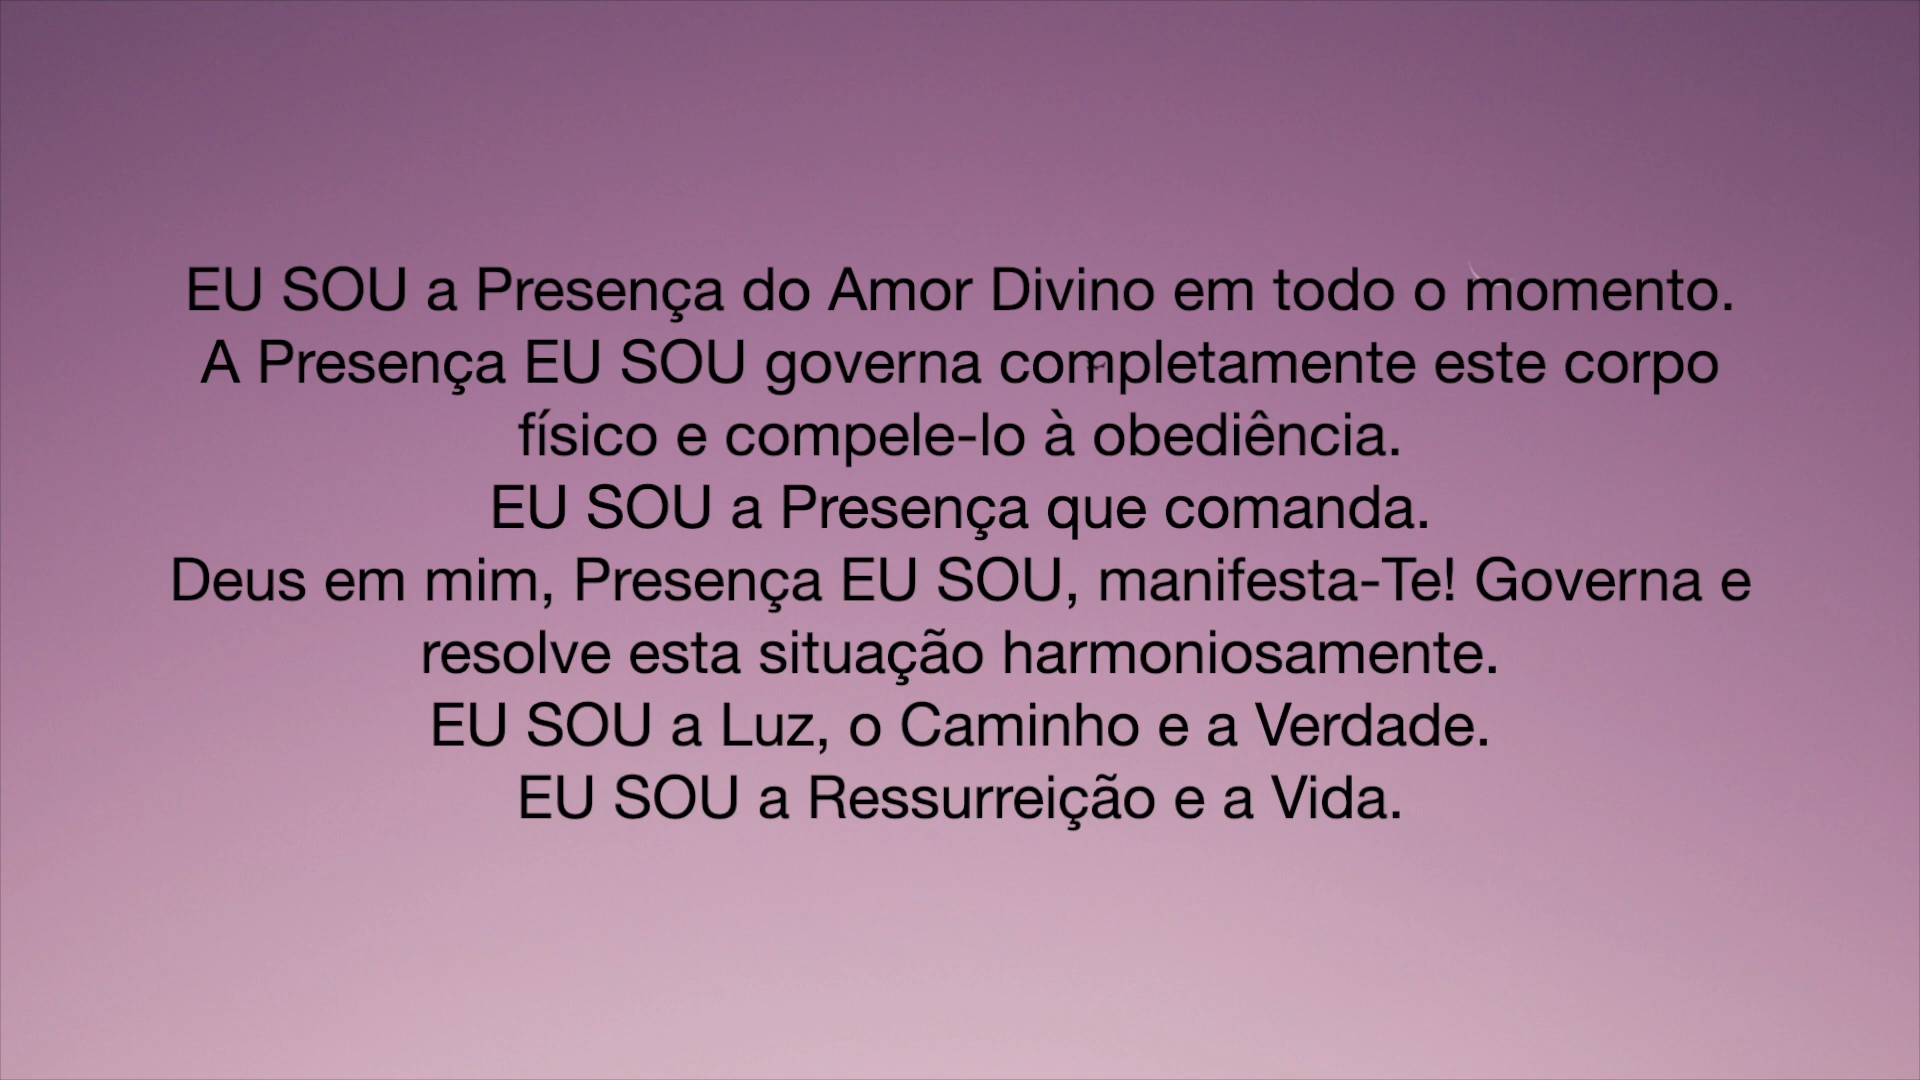 EU SOU a Presença do Amor Divino em todo o momento.
A Presença EU SOU governa completamente este corpo
físico e compele-lo à obediência.
EU SOU a Presença que comanda.
Deus em mim, Presença EU SOU, manifesta-Te! Governa e
resolve esta situação harmoniosamente.
EU SOU a Luz, o Caminho e a Verdade.
EU SOU a Ressurreição e a Vida.